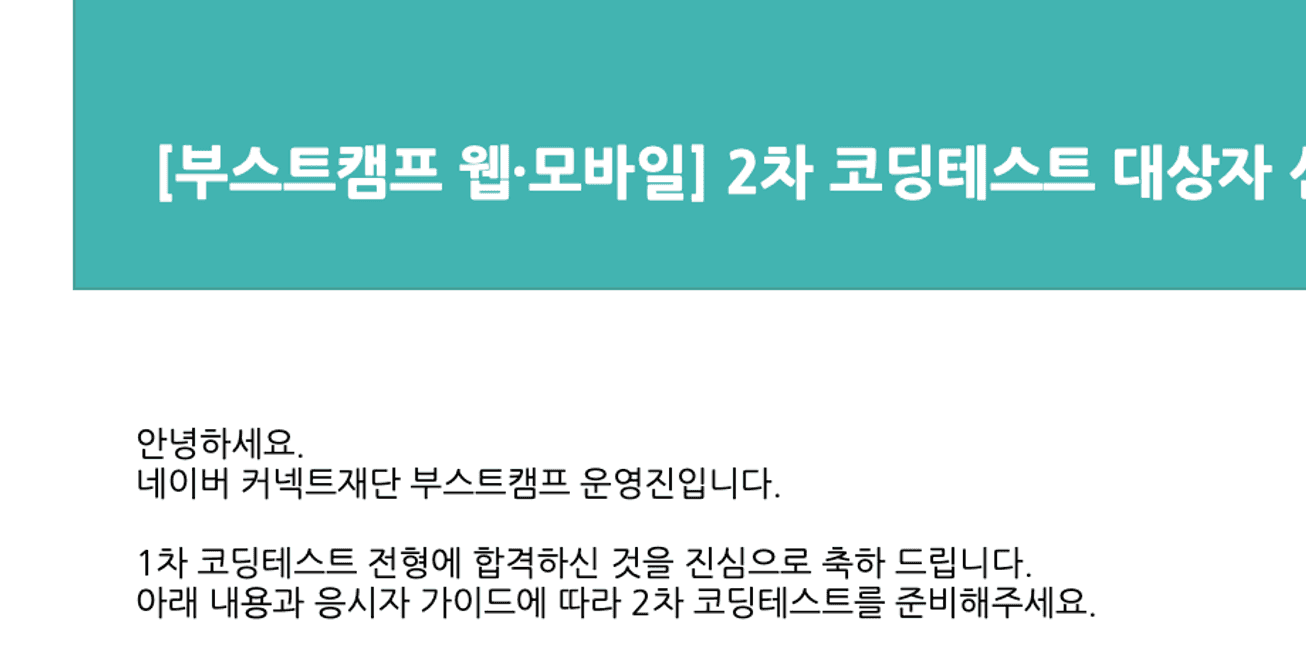 [부스트캠프 웹·모바일] 2차 코딩테스트 대상자
안녕하세요.
네이버 커넥트재단 부스트캠프 운영진입니다.
1차 코딩테스트 전형에 합격하신 것을 진심으로 축하 드립니다.
아래 내용과 응시자 가이드에 따라 2차 코딩테스트를 준비해주세요.